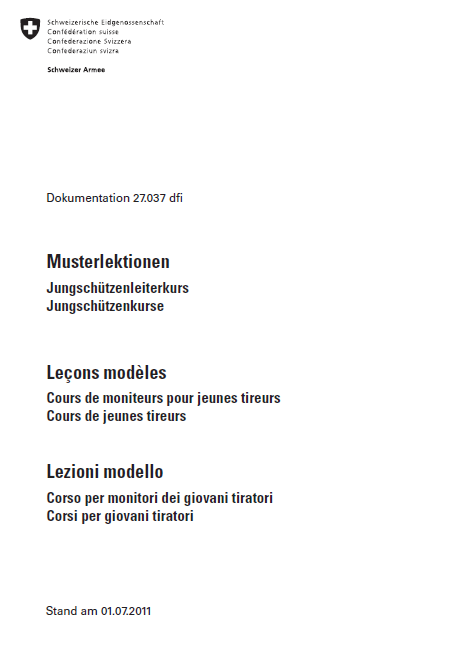 Schweizerische Eidgenossenschaft
Confédération suisse
Confederazione Svizzera
Confederaziun svizra
Schweizer Armee
Dokumentation 27.037 dfi
Musterlektionen
Jungschützenleiterkurs
Jungschützenkurse
Leçons modèles
Cours de moniteurs pour jeunes tireurs
Cours de jeunes tireurs
Lezioni modello
Corso per monitori dei giovani tiratori
Corsi per giovani tiratori
Stand am 01.07.2011